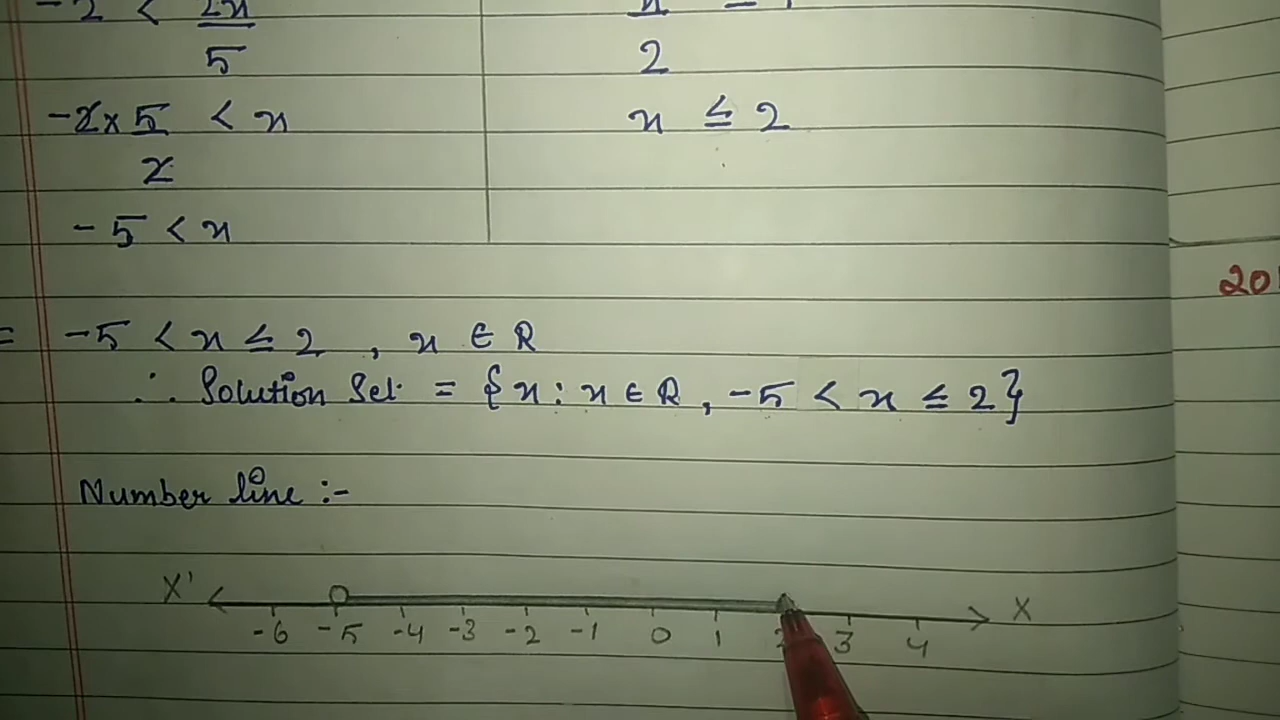 -2 < 2x
5
-2 × 5 < x
2
-5 < x
2
x ≤ 2
20
= -5 < x ≤ 2 , x ∈ R
∴ Solution Set = {x : x ∈ R, -5 < x ≤ 2}
Number line :-
X' X
-6 -5 -4 -3 -2 -1 0 1 2 3 4